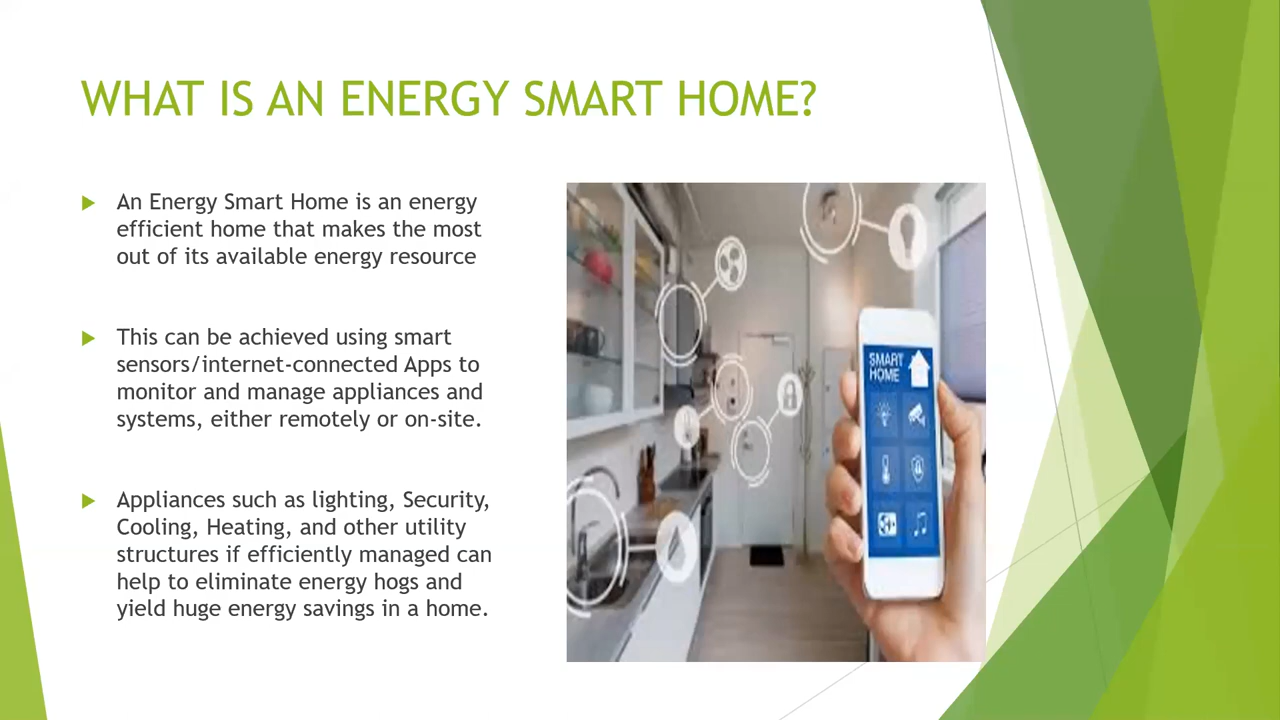 WHAT IS AN ENERGY SMART HOME?
An Energy Smart Home is an energy
efficient home that makes the most
out of its available energy resource
This can be achieved using smart
sensors/internet-connected Apps to
monitor and manage appliances and
systems, either remotely or on-site.
Appliances such as lighting, Security,
Cooling, Heating, and other utility
structures if efficiently managed can
help to eliminate energy hogs and
yield huge energy savings in a home.
SMART
HOME